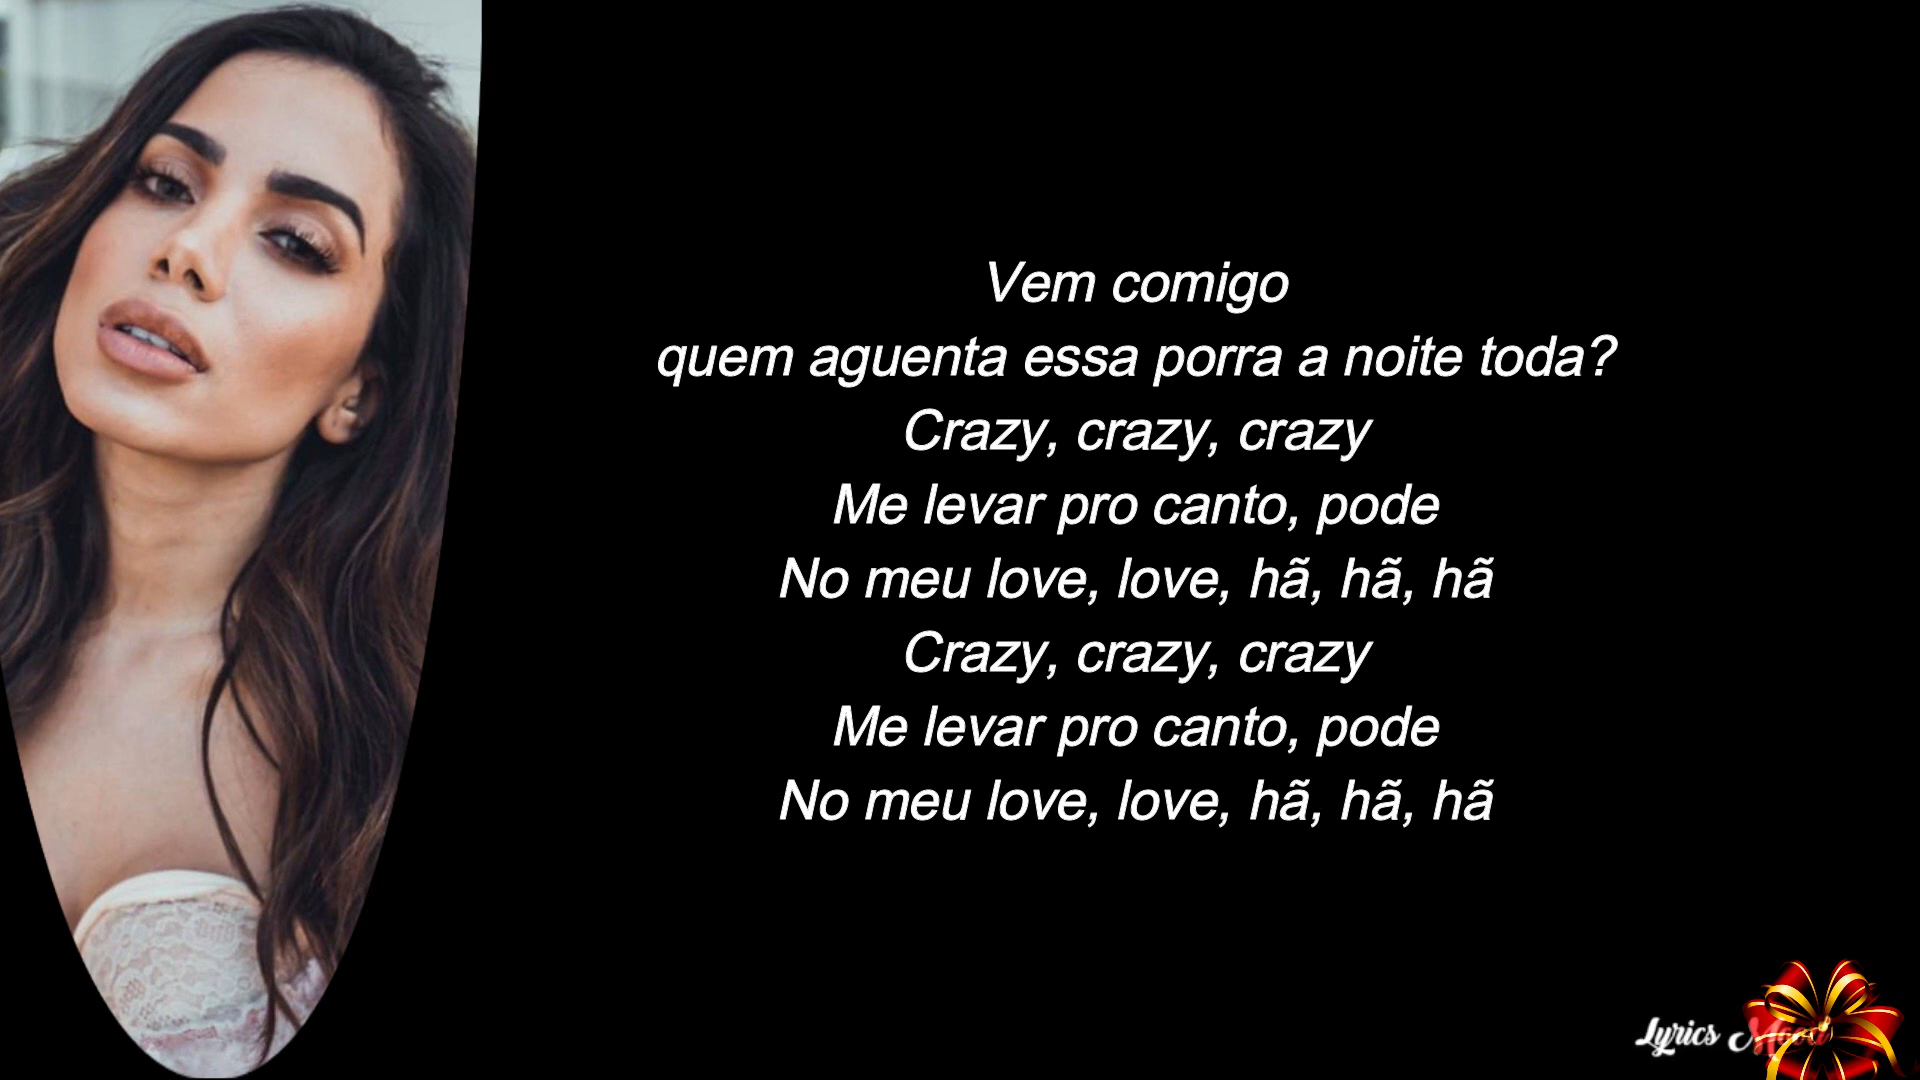 Vem comigo
quem aguenta essa porra a noite toda?
Crazy, crazy, crazy
Me levar pro canto, pode
No meu love, love, hã, hã, hã
Crazy, crazy, crazy
Me levar pro canto, pode
No meu love, love, hã, hã, hã
Lyrics Mood